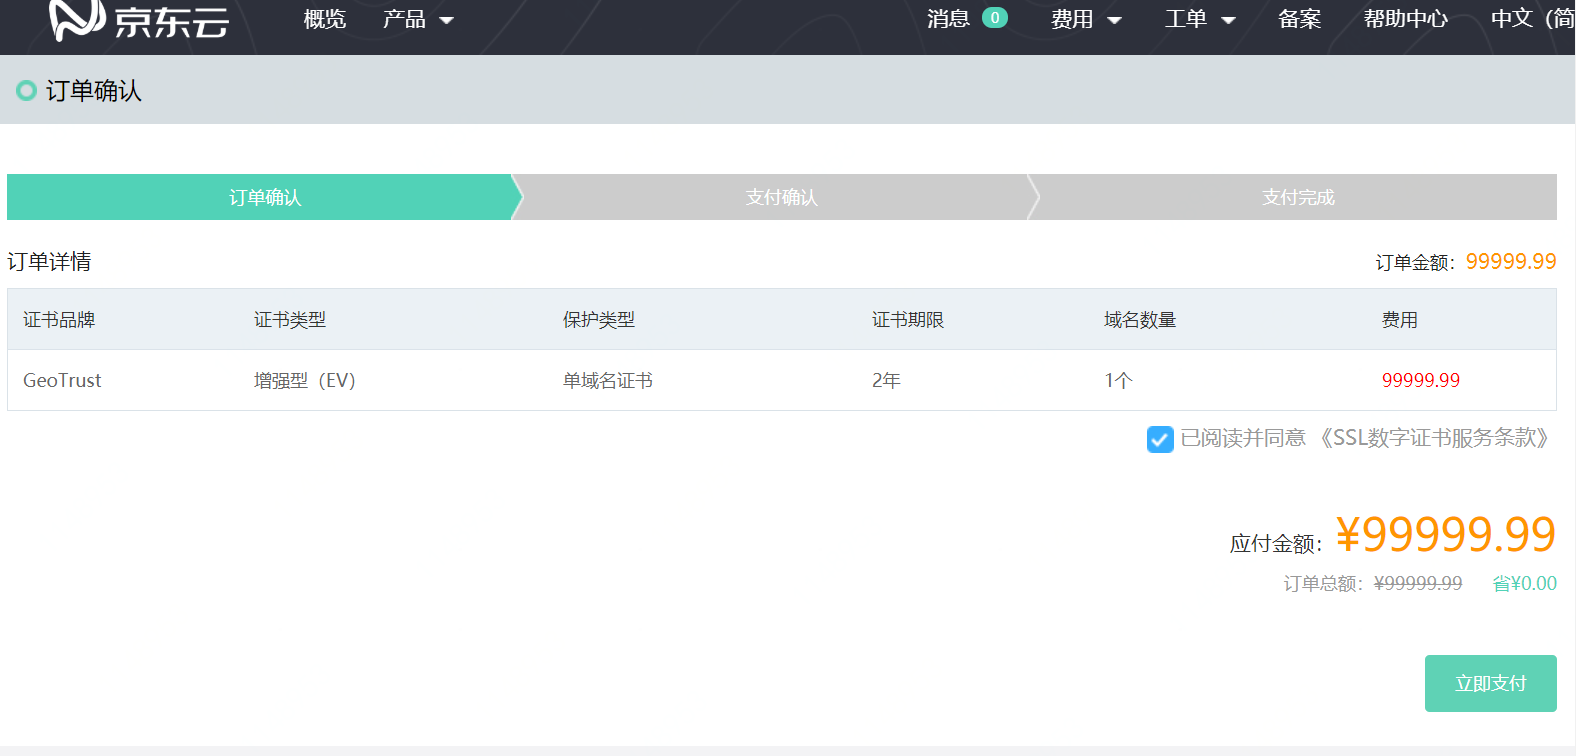 京东云 概览 产品 消息 0 费用 工单 备案 帮助中心 中文（简
订单确认
订单确认 支付确认 支付完成
订单详情 订单金额：99999.99
证书品牌 证书类型 保护类型 证书期限 域名数量 费用
GeoTrust 增强型（EV） 单域名证书 2年 1个 99999.99
已阅读并同意 《SSL数字证书服务条款》
应付金额：¥99999.99
订单总额：¥99999.99 省¥0.00
立即支付